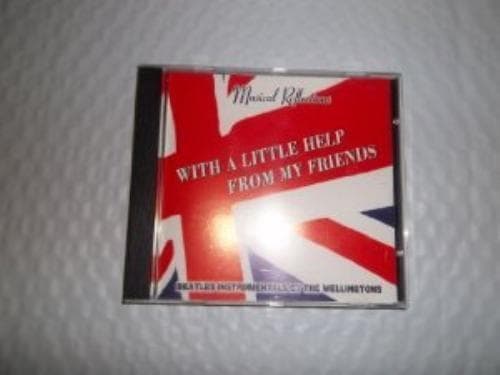 Musical Reflections
WITH A LITTLE HELP
FROM MY FRIENDS
BEATLES INSTRUMENTALS BY THE WELLINGTONS